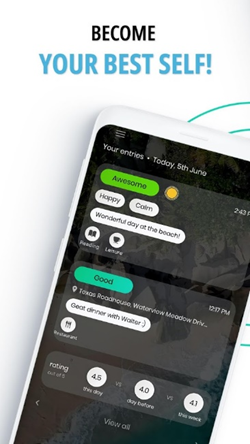 BECOME
YOUR BEST SELF!
Your entries • Today, 5th June
Awesome
2:43
Happy
Calm
Wonderful day at the beach!
Reading
Leisure
Good
12:17 PM
Texas Roadhouse, Waterview Meadow Driv...
Geat dinner with Walter :)
Restaurant
rating
out of 5
4.5
this day
VS
4.0
day before
VS
4.1
this week
View all